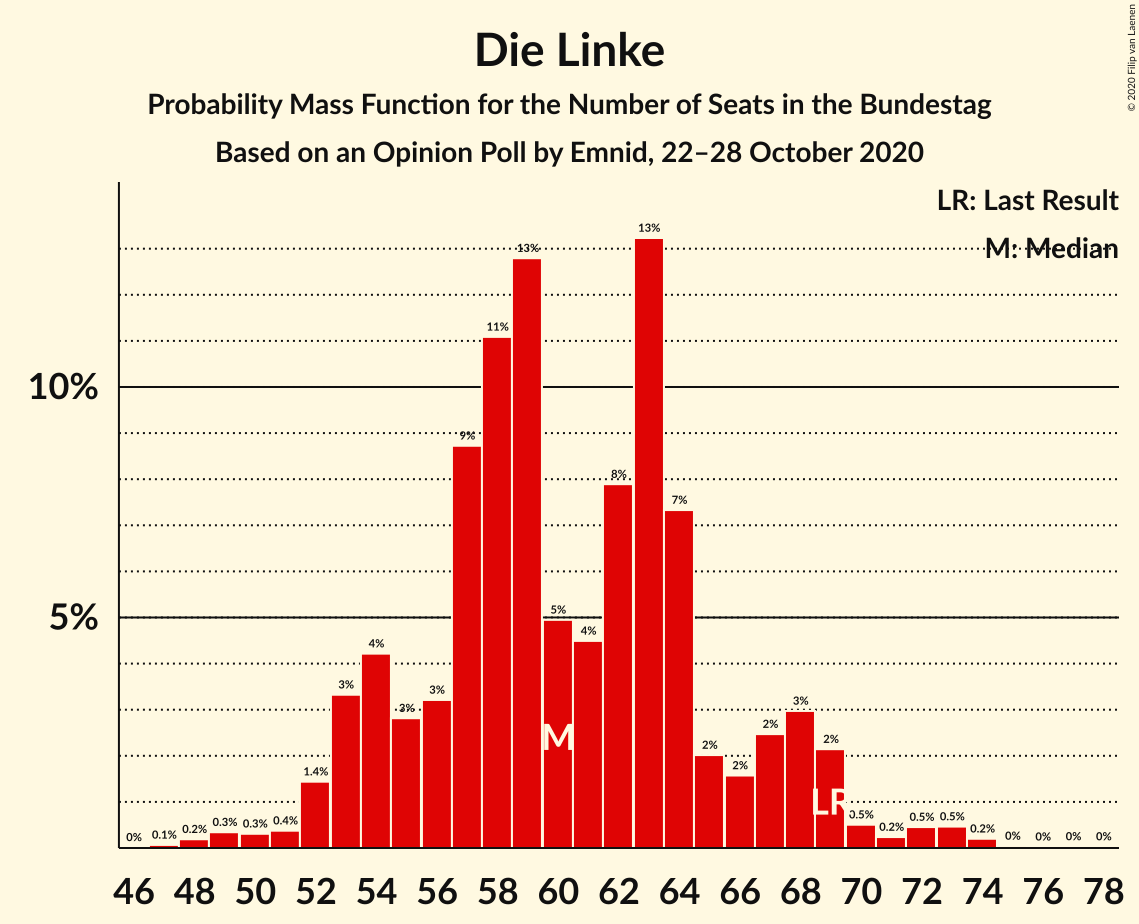 © 2020 Filip van Laenen
Die Linke
Probability Mass Function for the Number of Seats in the Bundestag
Based on an Opinion Poll by Emnid, 22–28 October 2020
LR: Last Result
M: Median
10%
5%
0% 0.1% 0.2% 0.3% 0.3% 0.4% 1.4% 3% 4% 3% 3% 9% 11% 13% 5% 4% 8% 13% 7% 2% 2% 2% 3% 2% 0.5% 0.2% 0.5% 0.5% 0.2% 0% 0% 0% 0%
M
LR
46 48 50 52 54 56 58 60 62 64 66 68 70 72 74 76 78